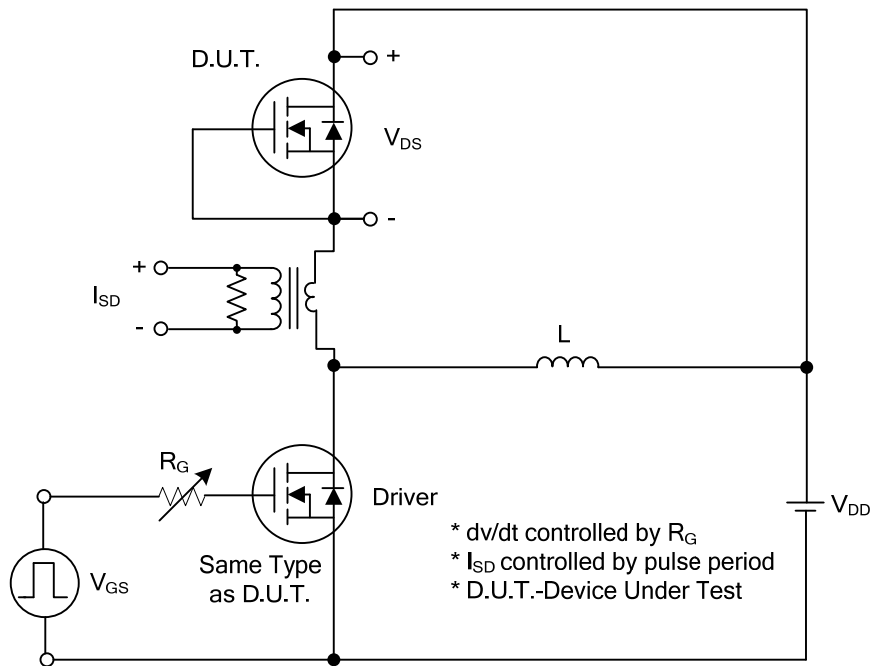 D.U.T.
+
VDS
-
+
ISD
-
L
RG
Driver
VDD
VGS
Same Type
as D.U.T.
* dv/dt controlled by RG
* ISD controlled by pulse period
* D.U.T.-Device Under Test